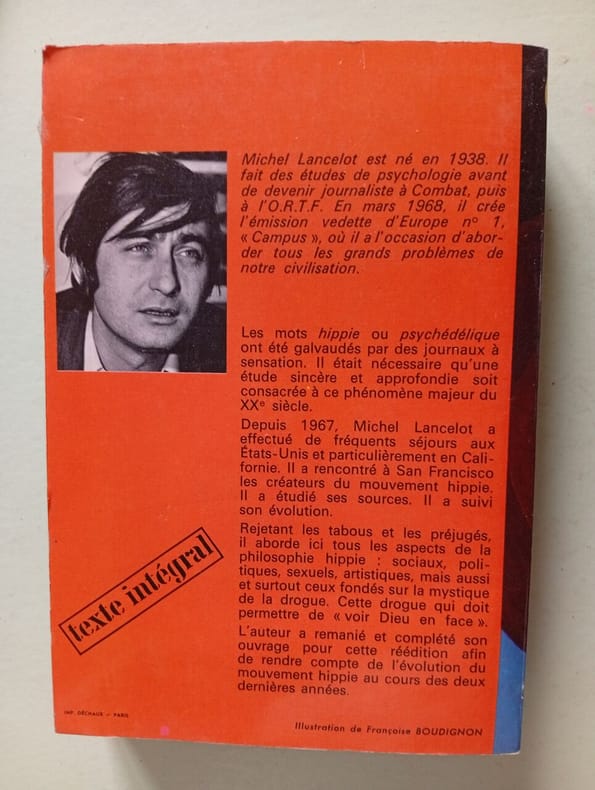 Michel Lancelot est né en 1938. Il
fait des études de psychologie avant
de devenir journaliste à Combat, puis
à l'O.R.T.F. En mars 1968, il crée
l'émission vedette d'Europe n° 1,
« Campus », où il a l'occasion d'abor-
der tous les grands problèmes de
notre civilisation.
Les mots hippie ou psychédélique
ont été galvaudés par des journaux à
sensation. Il était nécessaire qu'une
étude sincère et approfondie soit
consacrée à ce phénomène majeur du
XXe siècle.
Depuis 1967, Michel Lancelot a
effectué de fréquents séjours aux
États-Unis et particulièrement en Cali-
fornie. Il a rencontré à San Francisco
les créateurs du mouvement hippie.
Il a étudié ses sources. Il a suivi
son évolution.
Rejetant les tabous et les préjugés,
il aborde ici tous les aspects de la
philosophie hippie : sociaux, poli-
tiques, sexuels, artistiques, mais aussi
et surtout ceux fondés sur la mystique
de la drogue. Cette drogue qui doit
permettre de « voir Dieu en face ».
L'auteur a remanié et complété son
ouvrage pour cette réédition afin
de rendre compte de l'évolution du
mouvement hippie au cours des deux
dernières années.
texte intégral
IMP. DÉCHAUX - PARIS
Illustration de Françoise BOUDIGNON